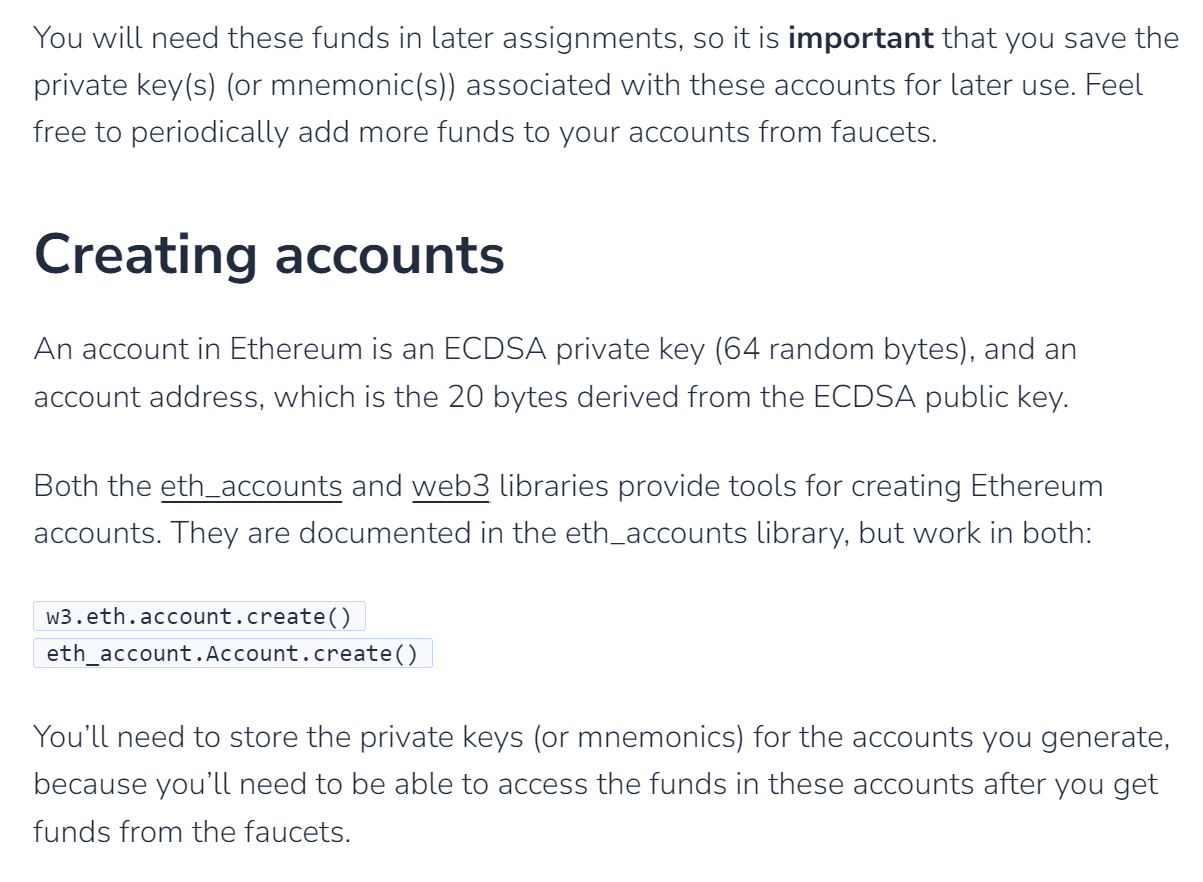 You will need these funds in later assignments, so it is important that you save the
private key(s) (or mnemonic(s)) associated with these accounts for later use. Feel
free to periodically add more funds to your accounts from faucets.
Creating accounts
An account in Ethereum is an ECDSA private key (64 random bytes), and an
account address, which is the 20 bytes derived from the ECDSA public key.
Both the eth_accounts and web3 libraries provide tools for creating Ethereum
accounts. They are documented in the eth_accounts library, but work in both:
w3.eth.account.create()
eth_account.Account.create()
You’ll need to store the private keys (or mnemonics) for the accounts you generate,
because you’ll need to be able to access the funds in these accounts after you get
funds from the faucets.